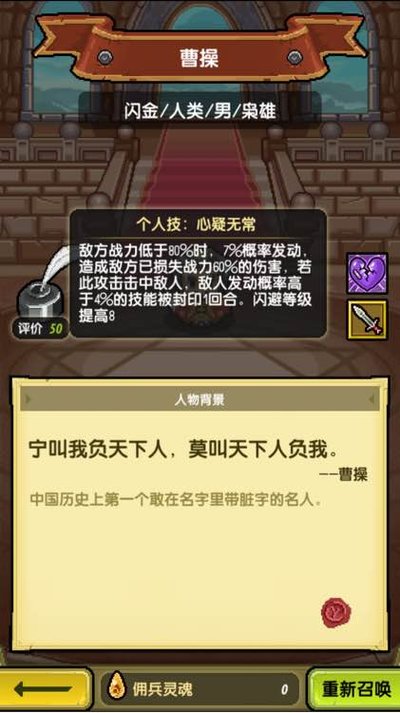 曹操
闪金/人类/男/枭雄
个人技：心疑无常
敌方战力低于80%时，7%概率发动，
造成敌方已损失战力60%的伤害，若
此攻击击中敌人，敌人发动概率高
于4%的技能被封印1回合。闪避等级
提高8
评价 50
人物背景
宁叫我负天下人，莫叫天下人负我。
--曹操
中国历史上第一个敢在名字里带脏字的名人。
佣兵灵魂 0
重新召唤